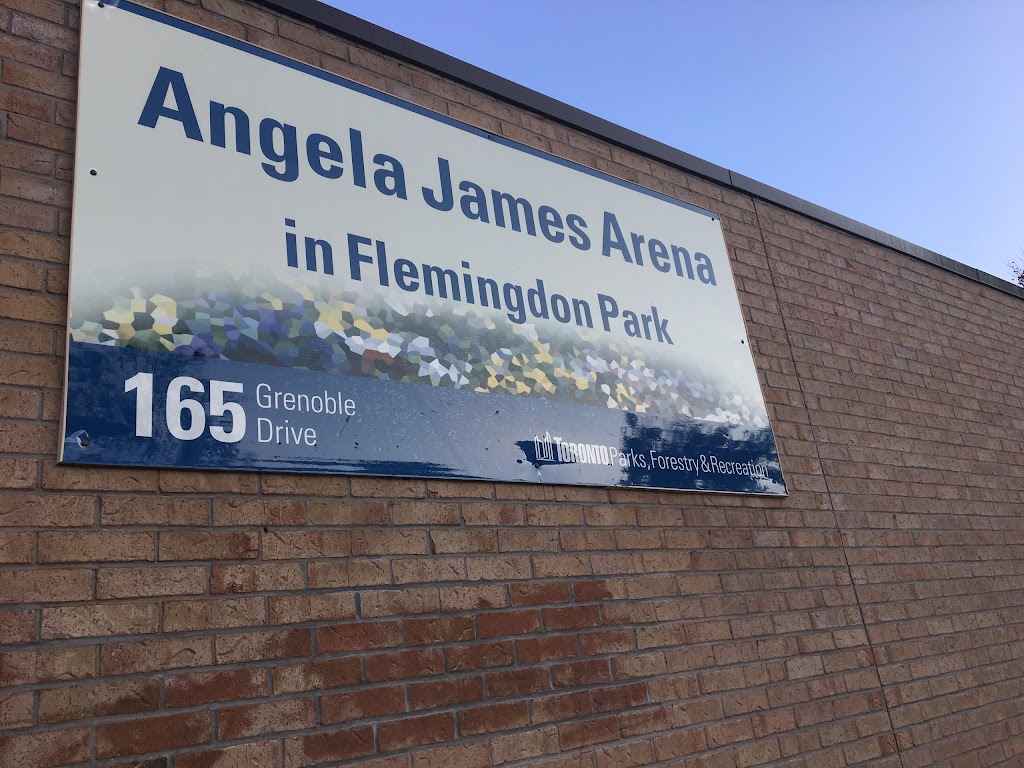 Angela James Arena
in Flemingdon Park
165 Grenoble
Drive
TORONTO Parks, Forestry & Recreation